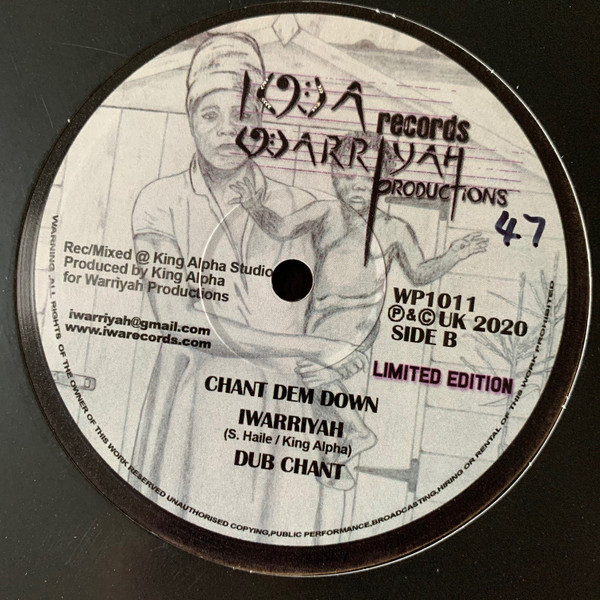 IWA
records
WARRIYAH
PRODUCTIONS
47
Rec/Mixed @ King Alpha Studio
Produced by King Alpha
for Warriyah Productions
iwarriyah@gmail.com
www.iwarecords.com
WP1011
Ⓟ&©UK 2020
SIDE B
LIMITED EDITION
CHANT DEM DOWN
IWARRIYAH
(S. Haile / King Alpha)
DUB CHANT
WARNING .ALL RIGHTS OF THE OWNER OF THIS WORK RESERVED UNAUTHORISED COPYING,PUBLIC PERFORMANCE,BROADCASTING,HIRING OR RENTAL OF THIS WORK PROHIBITED